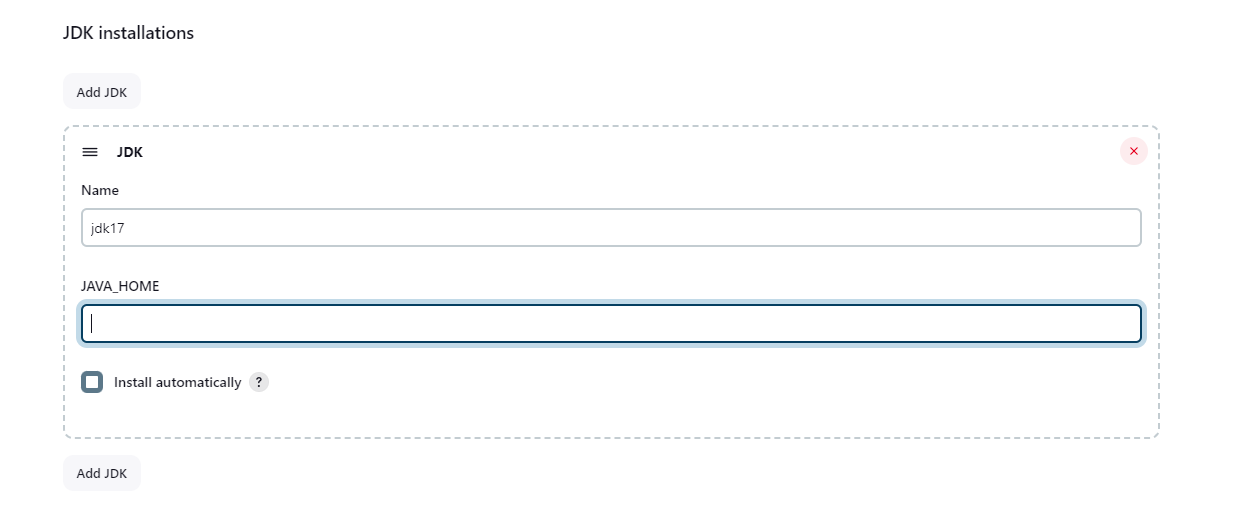 JDK installations
Add JDK
JDK
Name
jdk17
JAVA_HOME
Install automatically ?
Add JDK